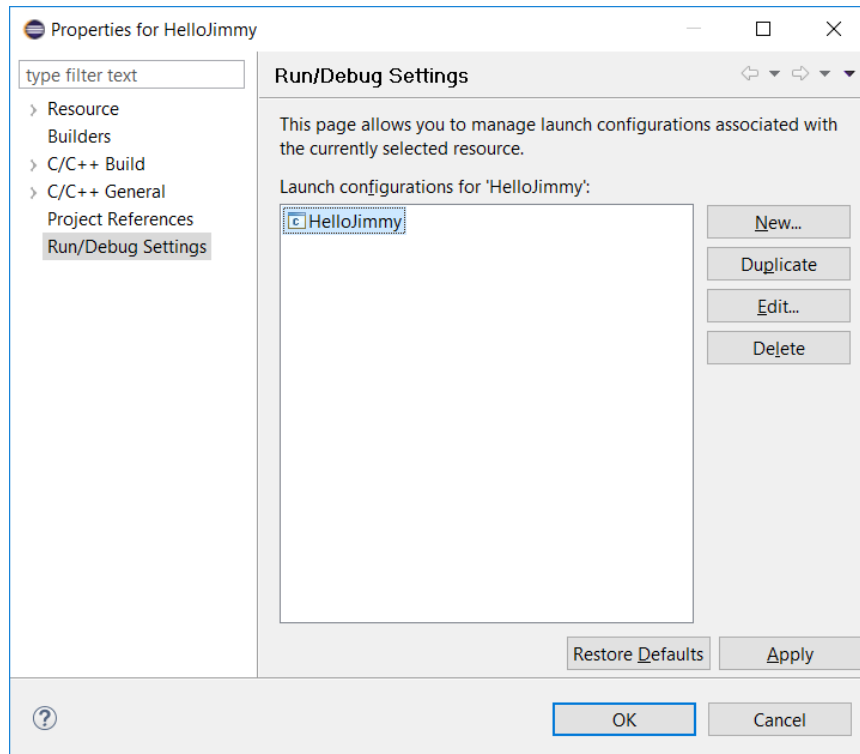 Properties for HelloJimmy
type filter text
Resource
Builders
C/C++ Build
C/C++ General
Project References
Run/Debug Settings
Run/Debug Settings
This page allows you to manage launch configurations associated with
the currently selected resource.
Launch configurations for 'HelloJimmy':
c HelloJimmy
New...
Duplicate
Edit...
Delete
Restore Defaults
Apply
?
OK
Cancel